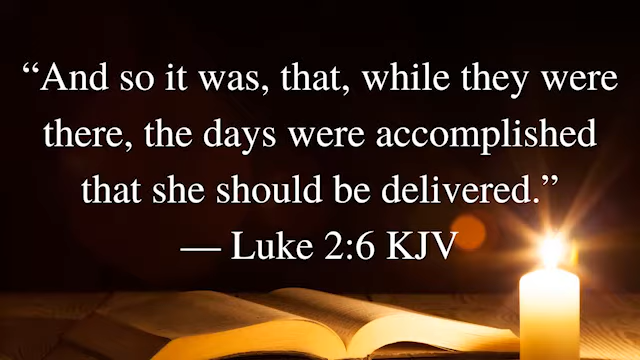 “And so it was, that, while they were
there, the days were accomplished
that she should be delivered.”
— Luke 2:6 KJV